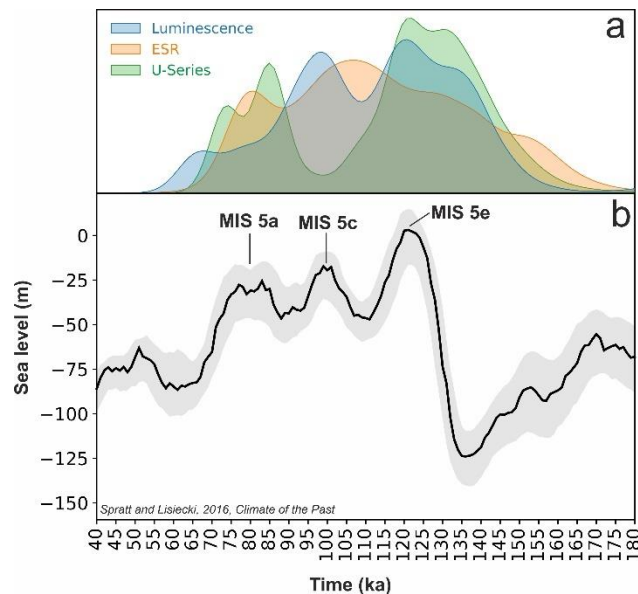 a
Luminescence
ESR
U-Series
b
MIS 5a
MIS 5c
MIS 5e
Sea level (m)
0
−25
−50
−75
−100
−125
−150
Spratt and Lisiecki, 2016, Climate of the Past
40 45 50 55 60 65 70 75 80 85 90 95 100 105 110 115 120 125 130 135 140 145 150 155 160 165 170 175 180
Time (ka)